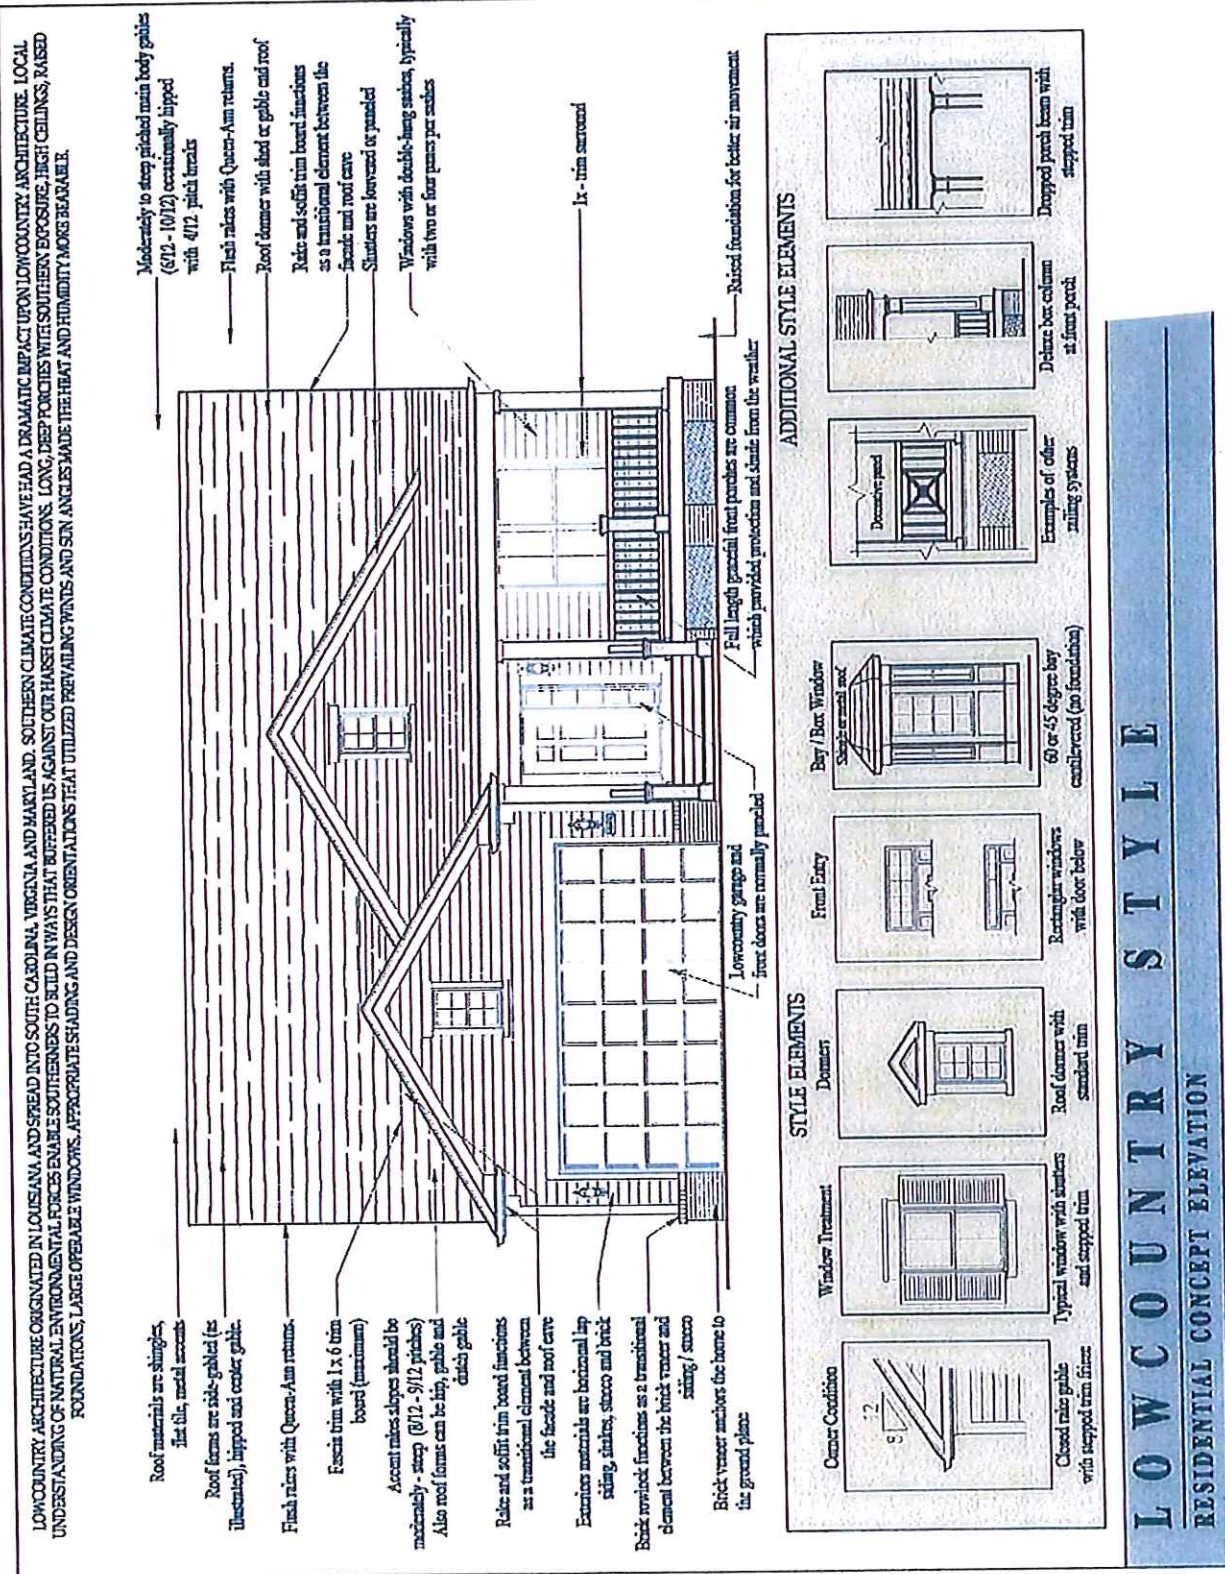 LOWCOUNTRY ARCHITECTURE ORIGINATED IN LOUSIANA AND SPREAD INTO SOUTH CAROLINA, VIRGINIA AND MARYLAND. SOUTHERN CLIMATE CONDITIONS HAVE HAD A DRAMATIC IMPACT UPON LOWCOUNTRY ARCHITECTURE. LOCAL
UNDERSTANDING OF NATURAL ENVIRONMENTAL FORCES ENABLE SOUTHERNERS TO BUILD IN WAYS THAT BUFFERED US AGAINST OUR HARSH CLIMATE CONDITIONS. LONG, DEEP PORCHES WITH SOUTHERN EXPOSURE, HIGH CEILINGS, RAISED
FOUNDATIONS, LARGE OPERABLE WINDOWS, APPROPRIATE SHADING AND DESIGN ORIENTATIONS THAT UTILIZED PREVAILING WINDS AND SUN ANGLES MADE THE HEAT AND HUMIDITY MORE BEARABLE.
Roof materials are shingles,
flat tile, metal accents
Roof forms are side-gabled (as
illustrated), hipped and center gable.
Flush rakes with Queen-Ann returns.
Fascia trim with 1 x 6 trim
board (maximum)
Accent rakes slopes should be
moderately - steep (8/12 - 9/12 pitches)
Also roof forms can be hip, gable and
dutch gable
Rake and soffit trim board functions
as a transitional element between
the facade and roof eave
Exteriors materials are horizontal lap
siding, shakes, stucco and brick
Brick rowlock functions as a transitional
element between the brick veneer and
siding / stucco
Brick veneer anchors the home to
the ground plane
Moderately to steep pitched main body gables
(6/12 - 10/12) occasionally hipped
with 4/12 pitch breaks
Flush rakes with Queen-Ann returns.
Roof dormer with shed or gable end roof
Rake and soffit trim board functions
as a transitional element between the
facade and roof eave
Shutters are louvered or paneled
Windows with double-hung sashes, typically
with two or four panes per sashes
1x - trim surround
Raised foundation for better air movement
Lowcountry garage and
front doors are normally paneled
Full length graceful front porches are common
which provided protection and shade from the weather
STYLE ELEMENTS
ADDITIONAL STYLE ELEMENTS
Corner Condition
12
8
Closed rake gable
with stepped trim frieze
Window Treatment
Typical window with shutters
and stepped trim
Dormers
Roof dormer with
standard trim
Front Entry
Rectangular windows
with door below
Bay / Box Window
Shingle or metal roof
60 or 45 degree bay
cantilevered (no foundation)
Decorative panel
Examples of other
railing systems
Deluxe box-column
at front porch
Dropped porch beam with
stepped trim
LOWCOUNTRY STYLE
RESIDENTIAL CONCEPT ELEVATION